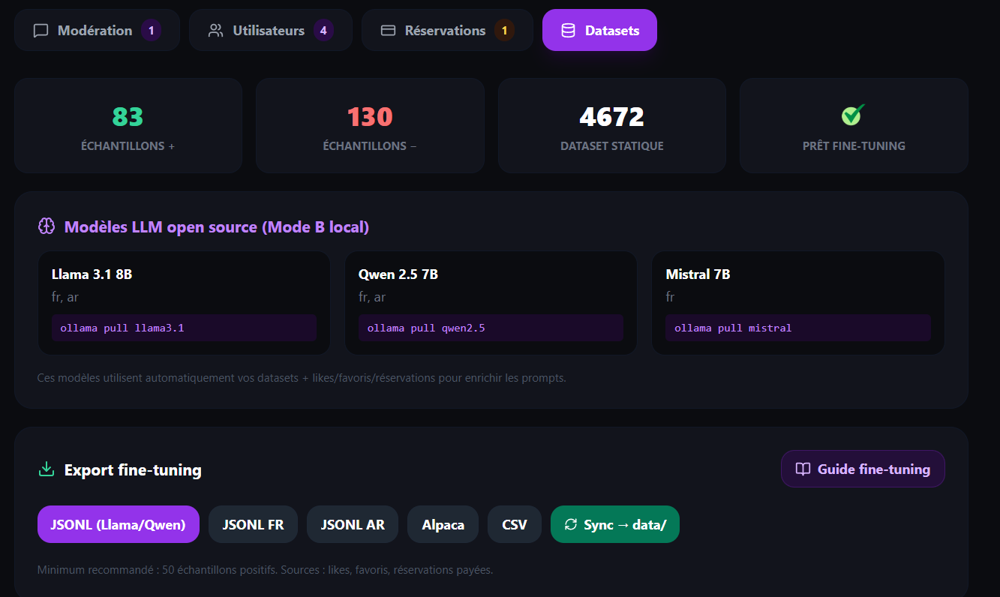 Modération 1 Utilisateurs 4 Réservations 1 Datasets
83 130 4672
ÉCHANTILLONS + ÉCHANTILLONS − DATASET STATIQUE PRÊT FINE-TUNING
Modèles LLM open source (Mode B local)
Llama 3.1 8B Qwen 2.5 7B Mistral 7B
fr, ar fr, ar fr
ollama pull llama3.1 ollama pull qwen2.5 ollama pull mistral
Ces modèles utilisent automatiquement vos datasets + likes/favoris/réservations pour enrichir les prompts.
Export fine-tuning Guide fine-tuning
JSONL (Llama/Qwen) JSONL FR JSONL AR Alpaca CSV Sync → data/
Minimum recommandé : 50 échantillons positifs. Sources : likes, favoris, réservations payées.